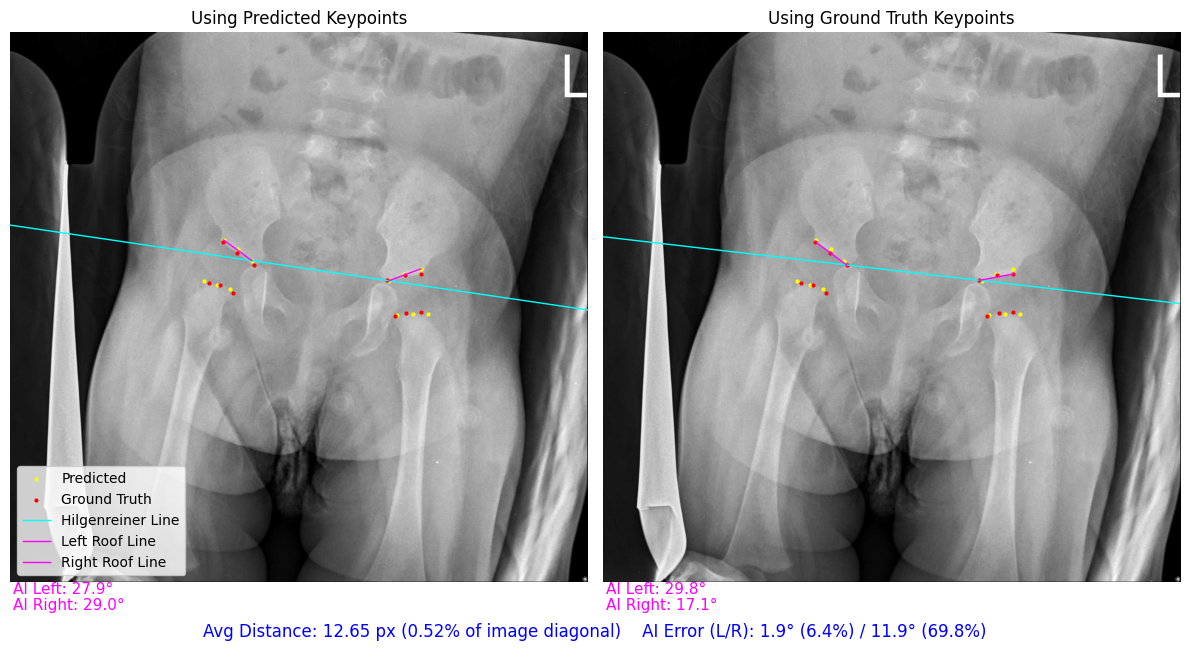 Using Predicted Keypoints
Using Ground Truth Keypoints
L
L
Predicted
Ground Truth
Hilgenreiner Line
Left Roof Line
Right Roof Line
AI Left: 27.9°
AI Right: 29.0°
AI Left: 29.8°
AI Right: 17.1°
Avg Distance: 12.65 px (0.52% of image diagonal)    AI Error (L/R): 1.9° (6.4%) / 11.9° (69.8%)